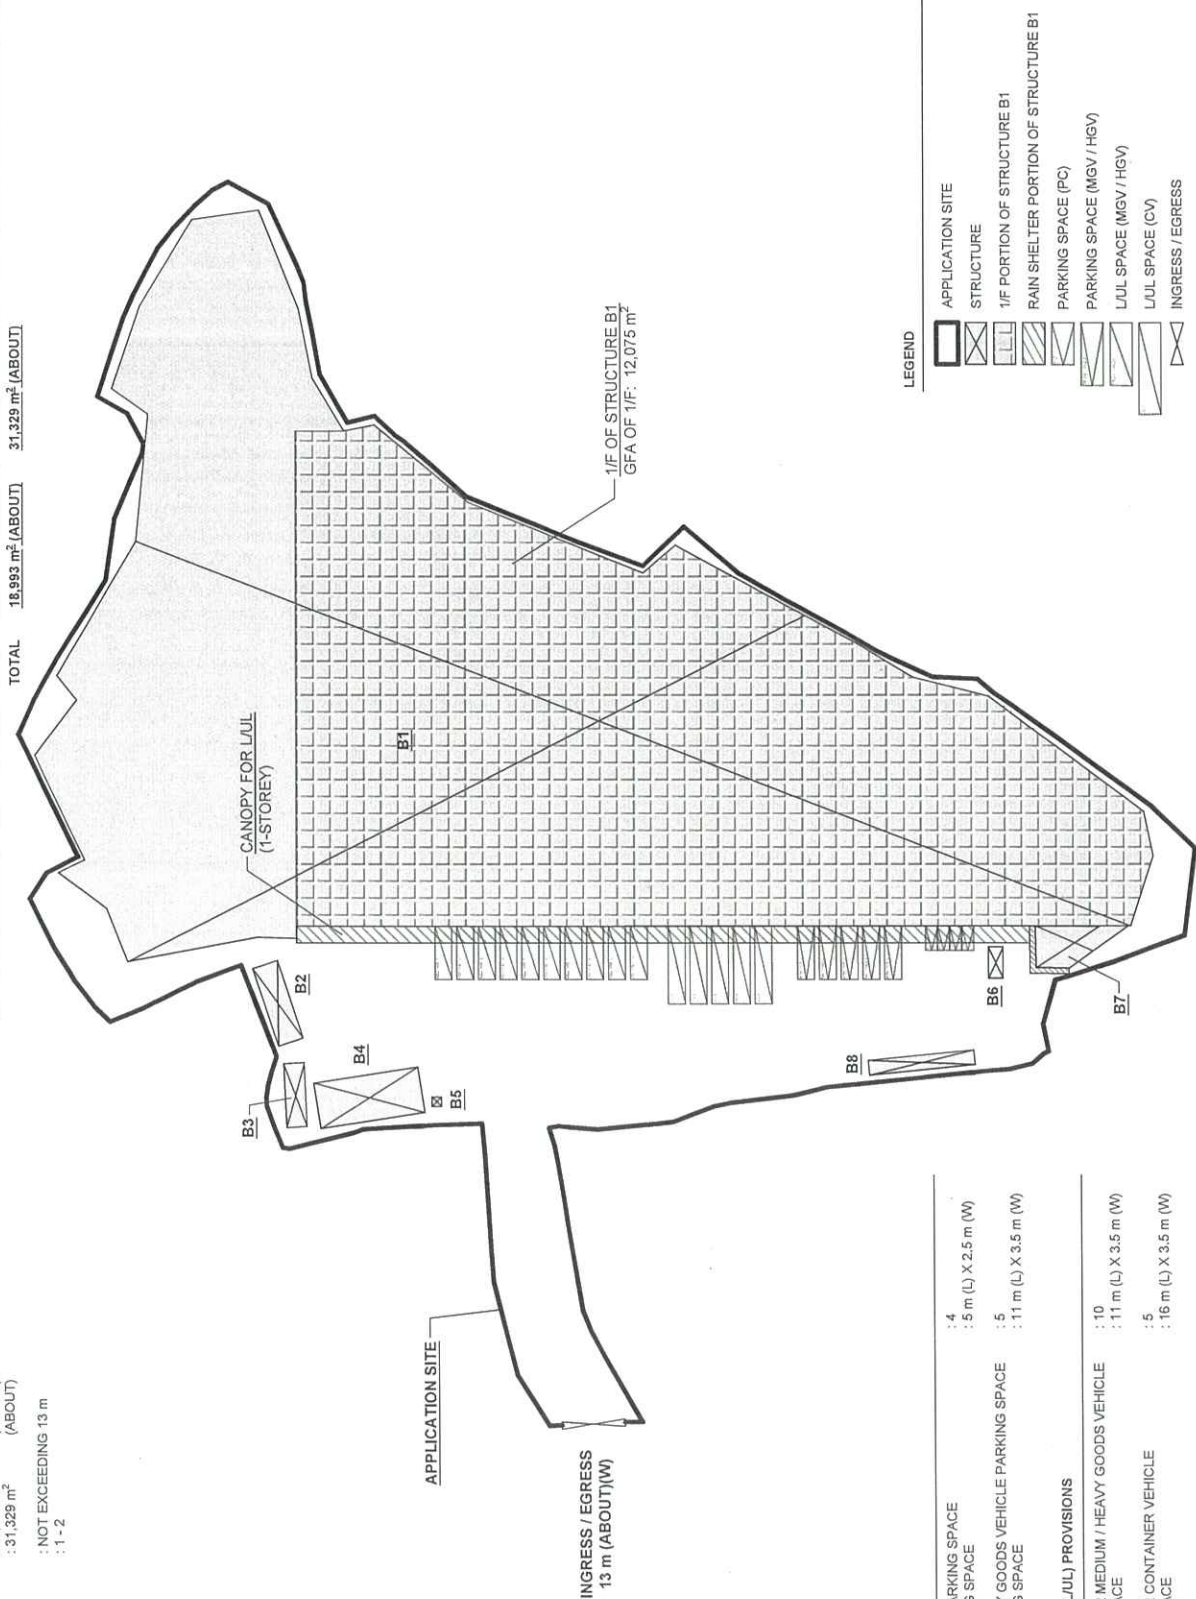 : 31,329 m² (ABOUT)
: NOT EXCEEDING 13 m
: 1 - 2
TOTAL 18,993 m² (ABOUT) 31,329 m² (ABOUT)
CANOPY FOR L/UL
(1-STOREY)
B1
1/F OF STRUCTURE B1
GFA OF 1/F: 12,075 m²
B2
B3
B4
B5
B6
B7
B8
APPLICATION SITE
INGRESS / EGRESS
13 m (ABOUT)(W)
ARKING SPACE : 4
G SPACE : 5 m (L) X 2.5 m (W)
Y GOODS VEHICLE PARKING SPACE : 5
G SPACE : 11 m (L) X 3.5 m (W)
L/UL) PROVISIONS
MEDIUM / HEAVY GOODS VEHICLE : 10
ACE : 11 m (L) X 3.5 m (W)
CONTAINER VEHICLE : 5
ACE : 16 m (L) X 3.5 m (W)
LEGEND
APPLICATION SITE
STRUCTURE
1/F PORTION OF STRUCTURE B1
RAIN SHELTER PORTION OF STRUCTURE B1
PARKING SPACE (PC)
PARKING SPACE (MGV / HGV)
L/UL SPACE (MGV / HGV)
L/UL SPACE (CV)
INGRESS / EGRESS